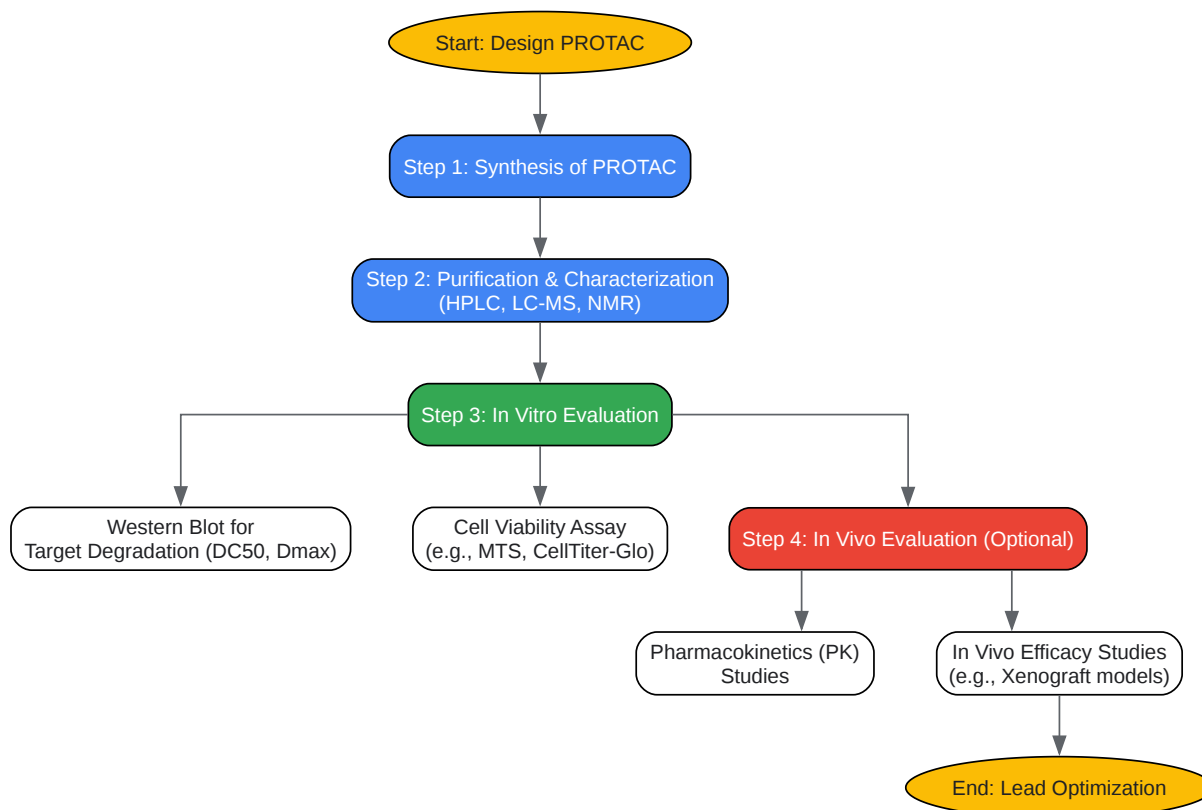 Start: Design PROTAC
Step 1: Synthesis of PROTAC
Step 2: Purification & Characterization
(HPLC, LC-MS, NMR)
Step 3: In Vitro Evaluation
Western Blot for
Target Degradation (DC50, Dmax)
Cell Viability Assay
(e.g., MTS, CellTiter-Glo)
Step 4: In Vivo Evaluation (Optional)
Pharmacokinetics (PK)
Studies
In Vivo Efficacy Studies
(e.g., Xenograft models)
End: Lead Optimization